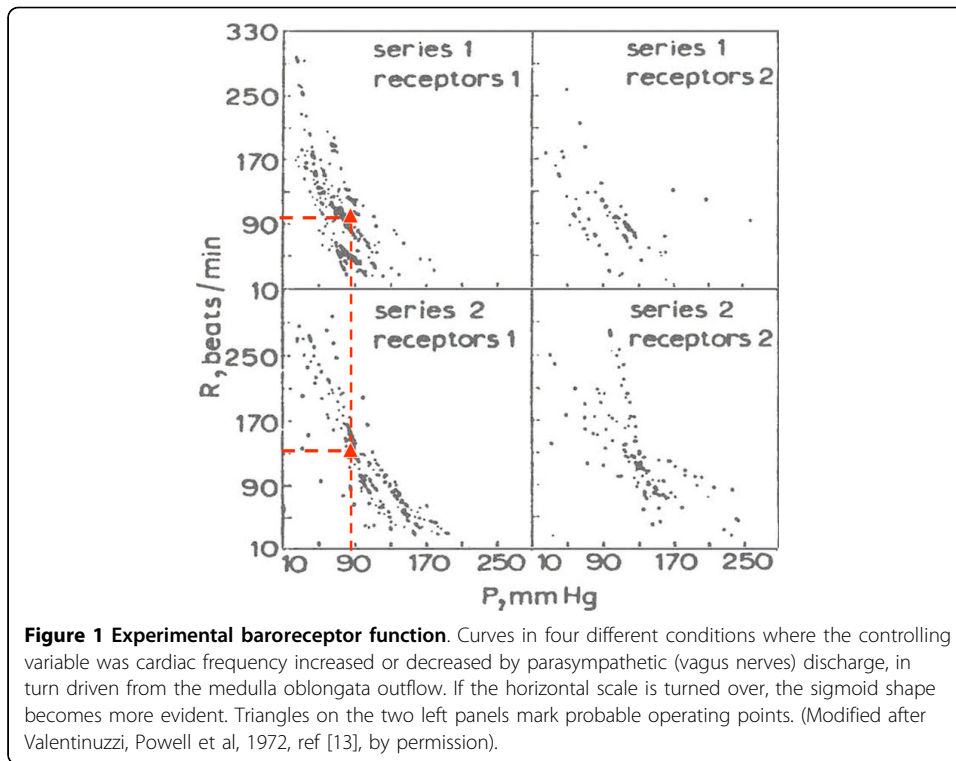 330
250
170
90
10
series 1
receptors 1
series 1
receptors 2
R, beats/min
250
170
90
10
series 2
receptors 1
series 2
receptors 2
10 90 170 250 10 90 170 250
P, mm Hg
Figure 1 Experimental baroreceptor function. Curves in four different conditions where the controlling
variable was cardiac frequency increased or decreased by parasympathetic (vagus nerves) discharge, in
turn driven from the medulla oblongata outflow. If the horizontal scale is turned over, the sigmoid shape
becomes more evident. Triangles on the two left panels mark probable operating points. (Modified after
Valentinuzzi, Powell et al, 1972, ref [13], by permission).